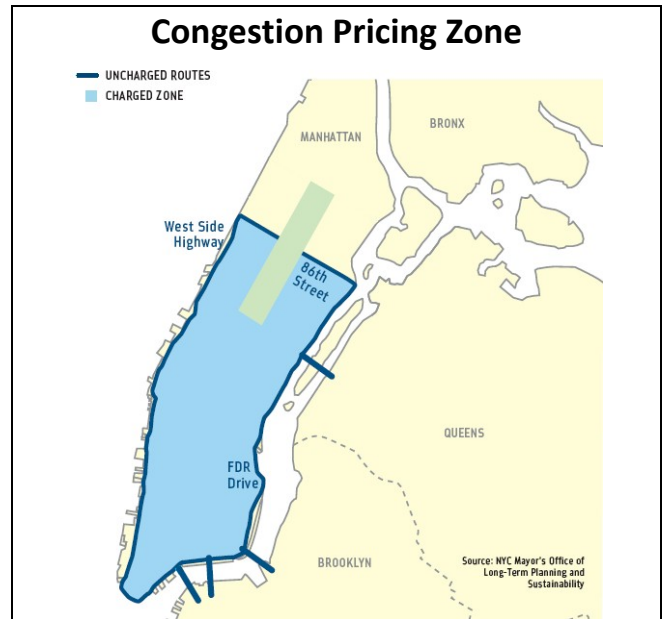 Congestion Pricing Zone
UNCHARGED ROUTES
CHARGED ZONE
BRONX
MANHATTAN
West Side
Highway
86th
Street
QUEENS
FDR
Drive
BROOKLYN
Source: NYC Mayor's Office of
Long-Term Planning and
Sustainability